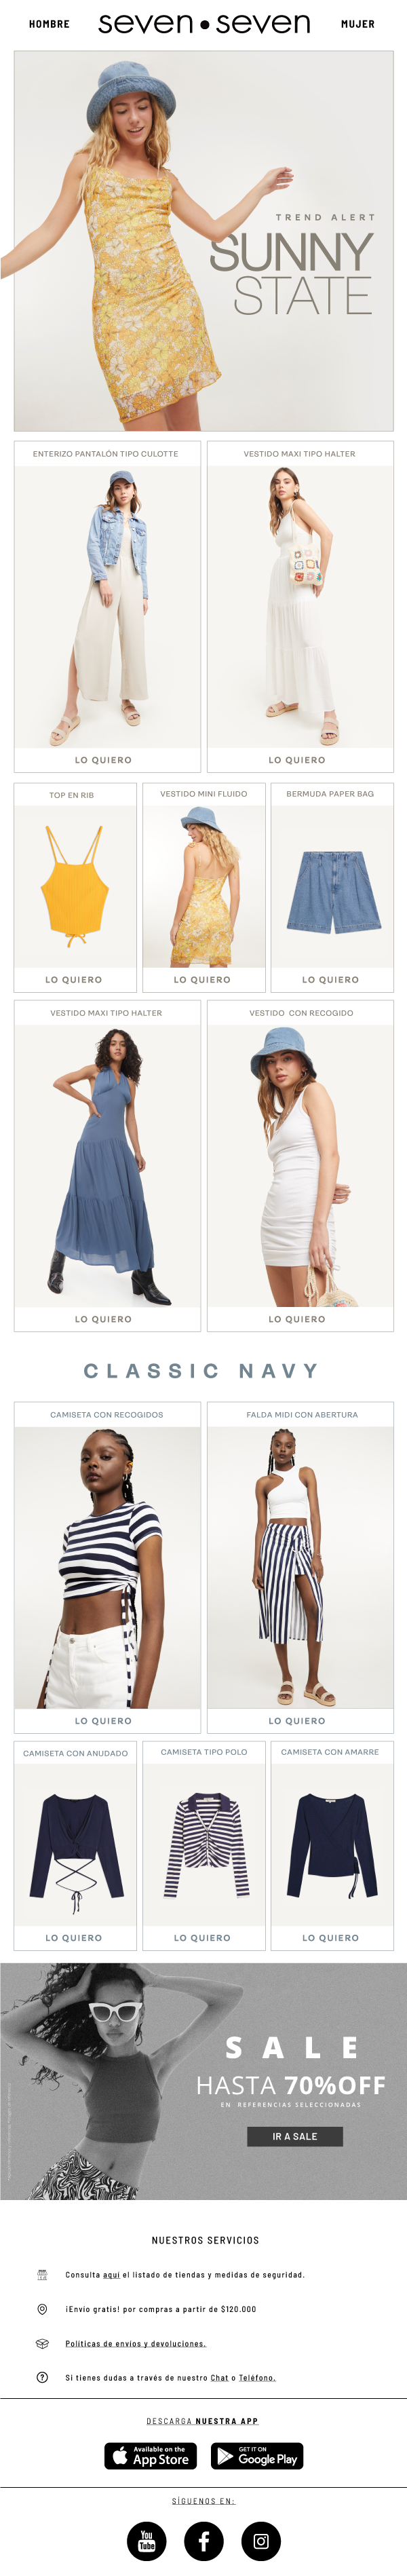 HOMBRE
seven • seven
MUJER
TREND ALERT
SUNNY
STATE
ENTERIZO PANTALÓN TIPO CULOTTE
VESTIDO MAXI TIPO HALTER
LO QUIERO
LO QUIERO
TOP EN RIB
VESTIDO MINI FLUIDO
BERMUDA PAPER BAG
LO QUIERO
LO QUIERO
LO QUIERO
VESTIDO MAXI TIPO HALTER
VESTIDO CON RECOGIDO
LO QUIERO
LO QUIERO
CLASSIC NAVY
CAMISETA CON RECOGIDOS
FALDA MIDI CON ABERTURA
LO QUIERO
LO QUIERO
CAMISETA CON ANUDADO
CAMISETA TIPO POLO
CAMISETA CON AMARRE
LO QUIERO
LO QUIERO
LO QUIERO
SALE
HASTA 70%OFF
EN REFERENCIAS SELECCIONADAS
IR A SALE
NUESTROS SERVICIOS
Consulta aquí el listado de tiendas y medidas de seguridad.
¡Envío gratis! por compras a partir de $120.000
Políticas de envíos y devoluciones.
Si tienes dudas a través de nuestro Chat o Teléfono.
DESCARGA NUESTRA APP
Available on the
App Store
GET IT ON
Google Play
SÍGUENOS EN:
You
Tube